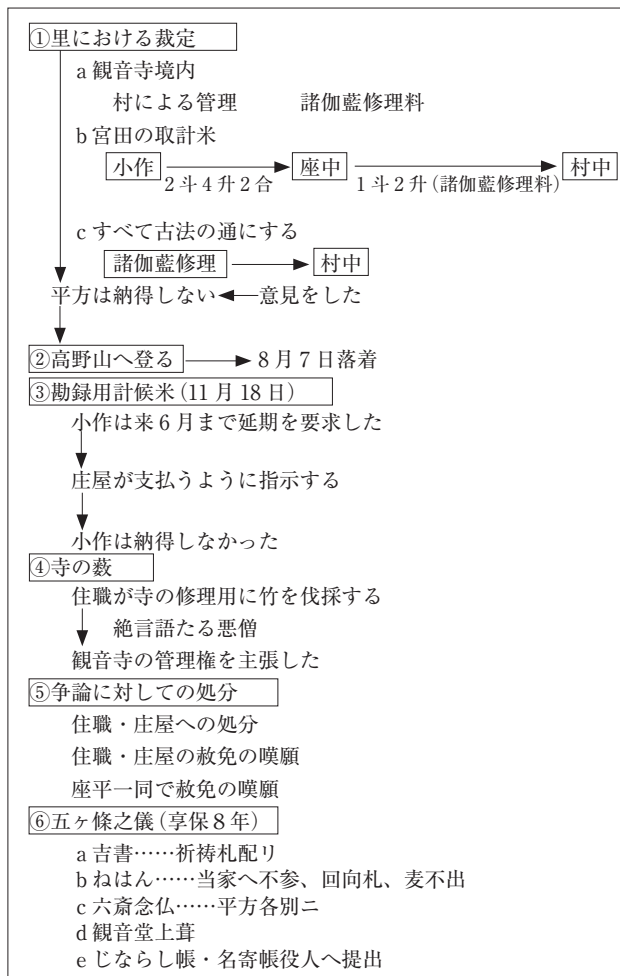 ①里における裁定
a 観音寺境内
村による管理　諸伽藍修理料
b 宮田の取計米
小作　座中　村中
2斗4升2合　1斗2升(諸伽藍修理料)
c すべて古法の通にする
諸伽藍修理　村中
平方は納得しない　意見をした
②高野山へ登る　8月7日落着
③勘録用計候米(11月18日)
小作は来6月まで延期を要求した
庄屋が支払うように指示する
小作は納得しなかった
④寺の薮
住職が寺の修理用に竹を伐採する
絶言語たる悪僧
観音寺の管理権を主張した
⑤争論に対しての処分
住職・庄屋への処分
住職・庄屋の赦免の嘆願
座平一同で赦免の嘆願
⑥五ヶ條之儀(享保8年)
a 吉書……祈祷札配リ
b ねはん……当家へ不参、回向札、麦不出
c 六斎念仏……平方各別ニ
d 観音堂上葺
e じならし帳・名寄帳役人へ提出